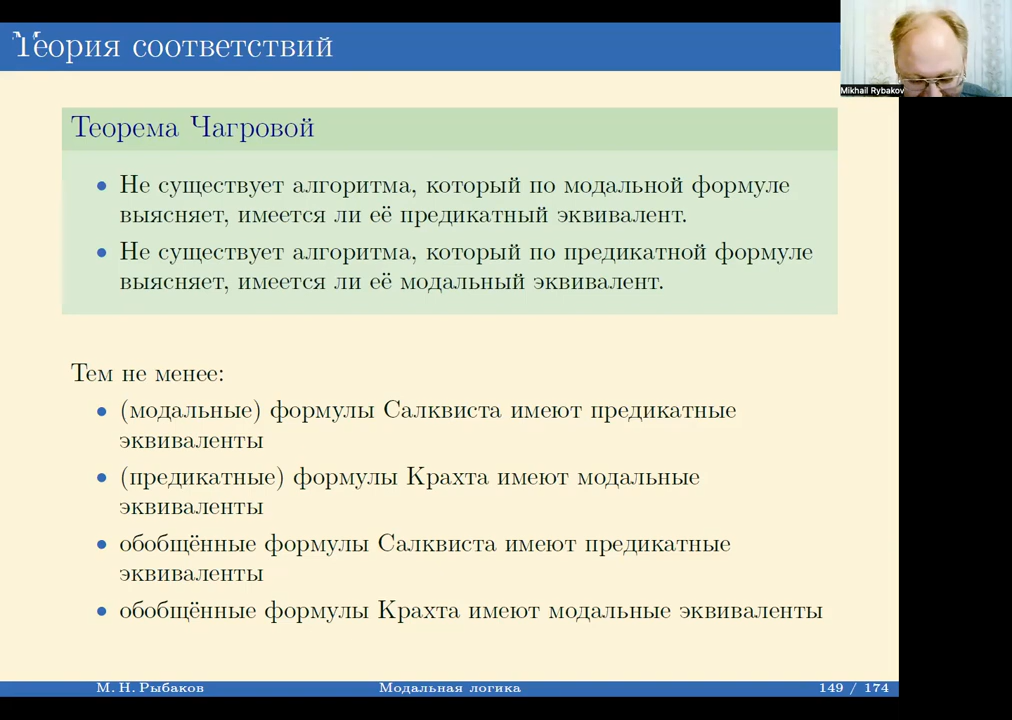 Теория соответствий
Mikhail Rybakov
Теорема Чагровой
• Не существует алгоритма, который по модальной формуле
выясняет, имеется ли её предикатный эквивалент.
• Не существует алгоритма, который по предикатной формуле
выясняет, имеется ли её модальный эквивалент.
Тем не менее:
• (модальные) формулы Салквиста имеют предикатные
эквиваленты
• (предикатные) формулы Крахта имеют модальные
эквиваленты
• обобщённые формулы Салквиста имеют предикатные
эквиваленты
• обобщённые формулы Крахта имеют модальные эквиваленты
М. Н. Рыбаков Модальная логика 149 / 174